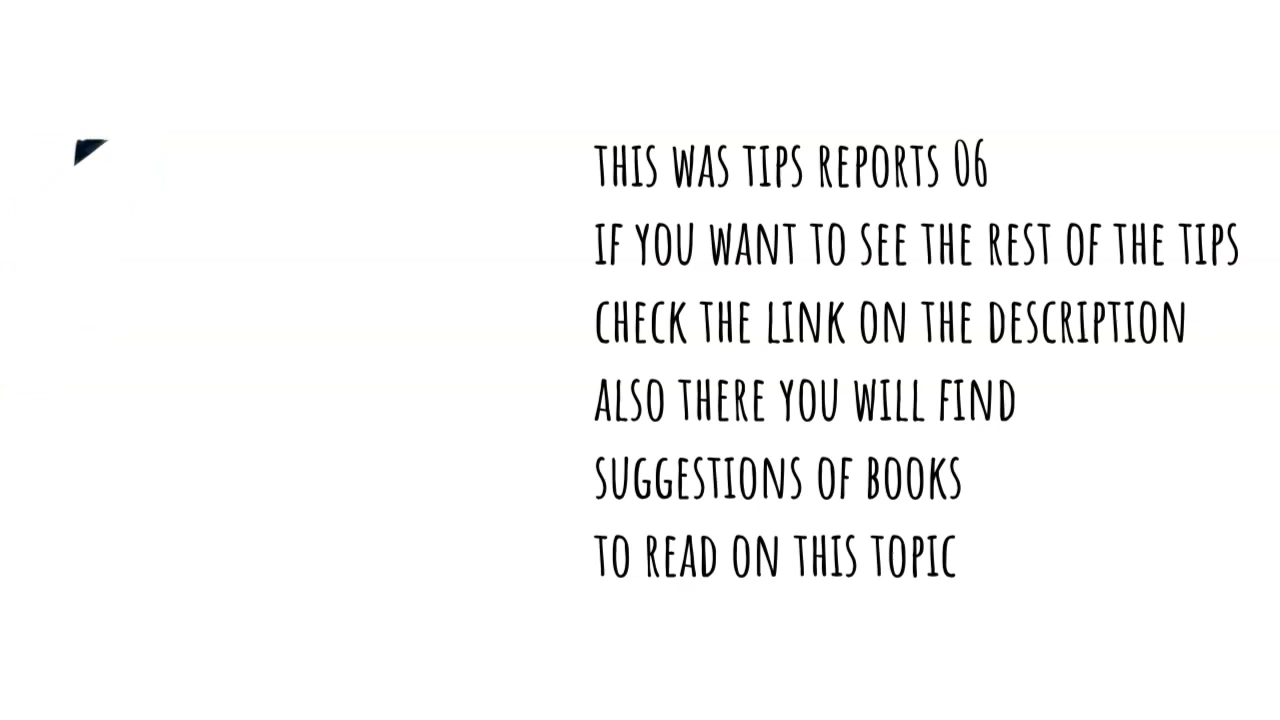 THIS WAS TIPS REPORTS 06
IF YOU WANT TO SEE THE REST OF THE TIPS
CHECK THE LINK ON THE DESCRIPTION
ALSO THERE YOU WILL FIND
SUGGESTIONS OF BOOKS
TO READ ON THIS TOPIC